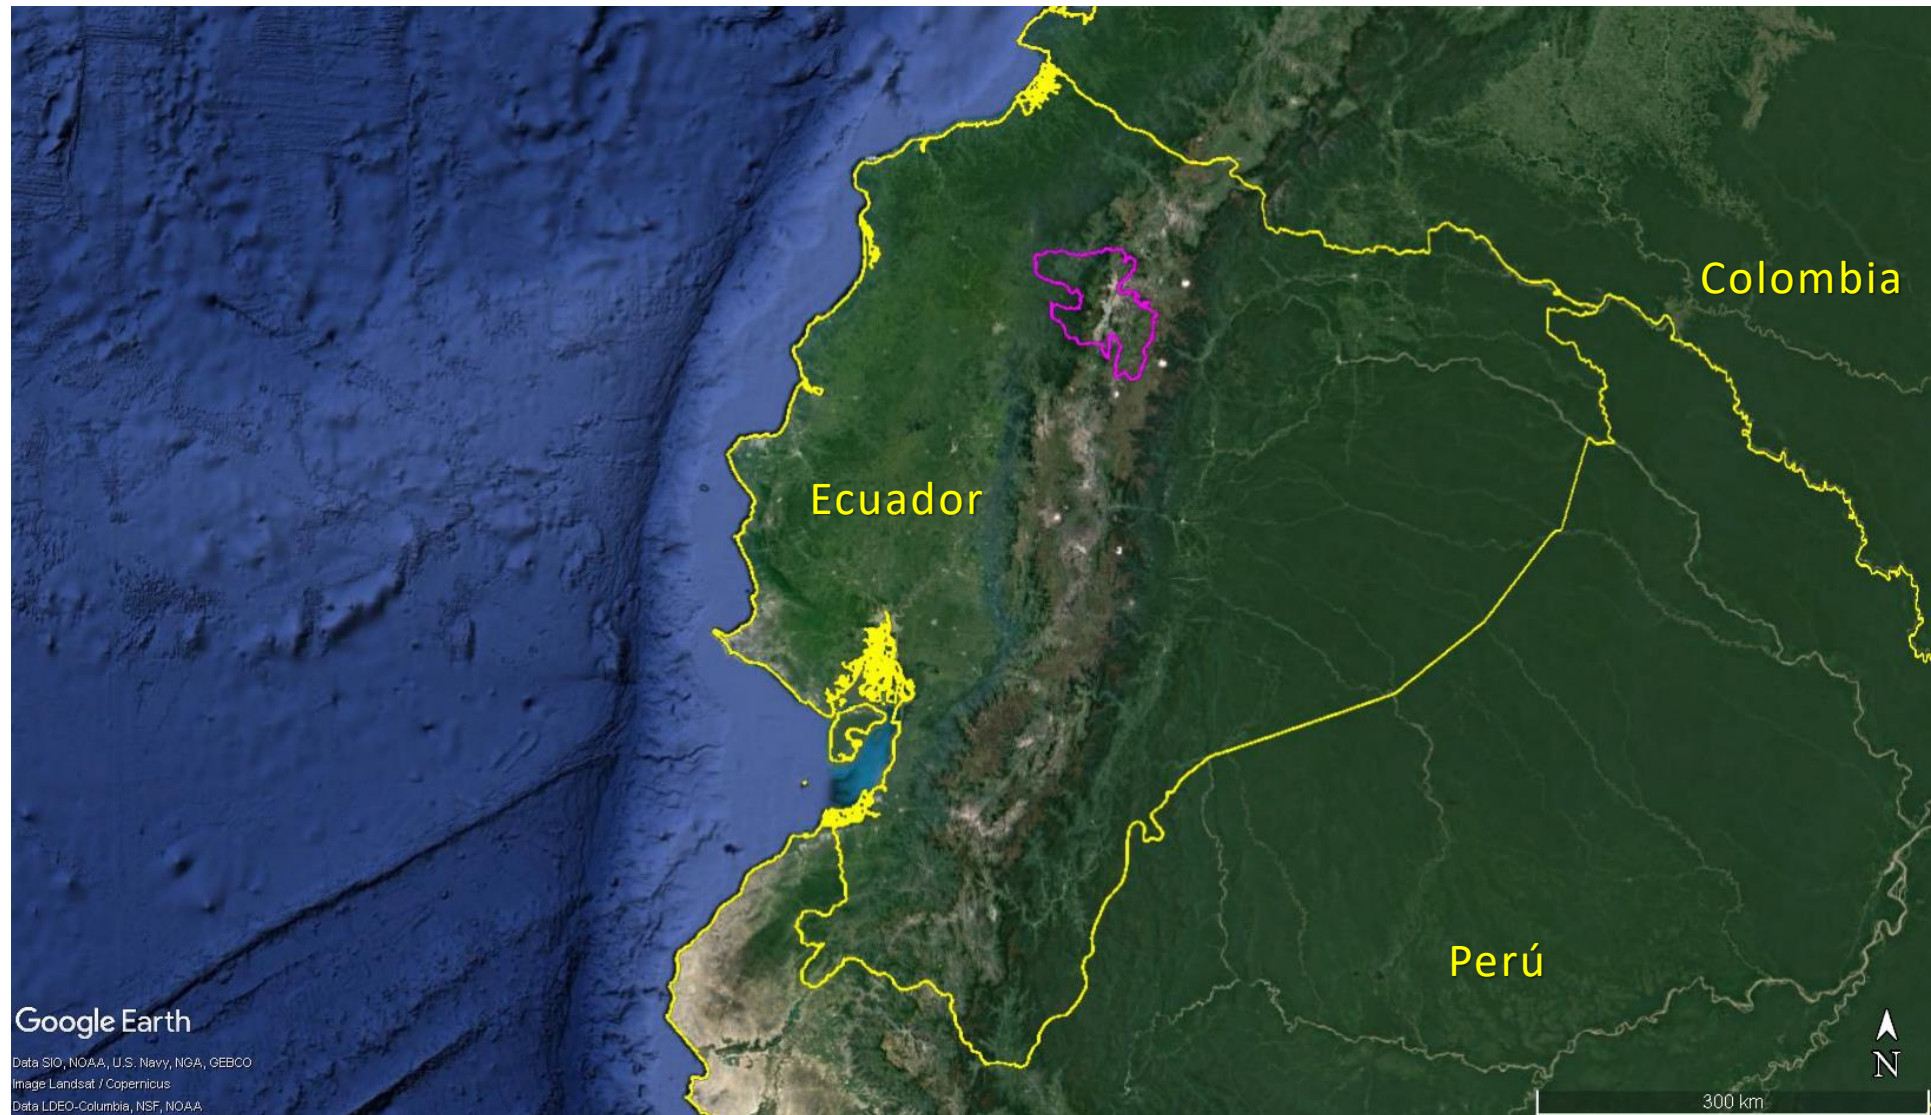 Colombia
Ecuador
Perú
Google Earth
Data SIO, NOAA, U.S. Navy, NGA, GEBCO
Image Landsat / Copernicus
Data LDEO-Columbia, NSF, NOAA
N
300 km